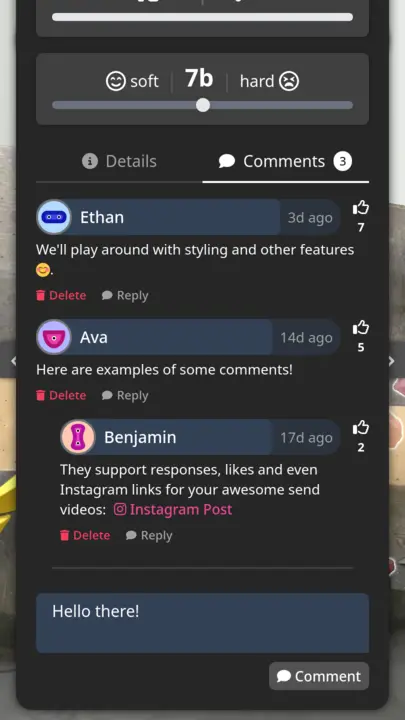 soft
7b
hard
Details
Comments 3
Ethan
3d ago
7
We'll play around with styling and other features
😊.
Delete
Reply
Ava
14d ago
5
Here are examples of some comments!
Delete
Reply
Benjamin
17d ago
2
They support responses, likes and even
Instagram links for your awesome send
videos: Instagram Post
Delete
Reply
Hello there!
Comment